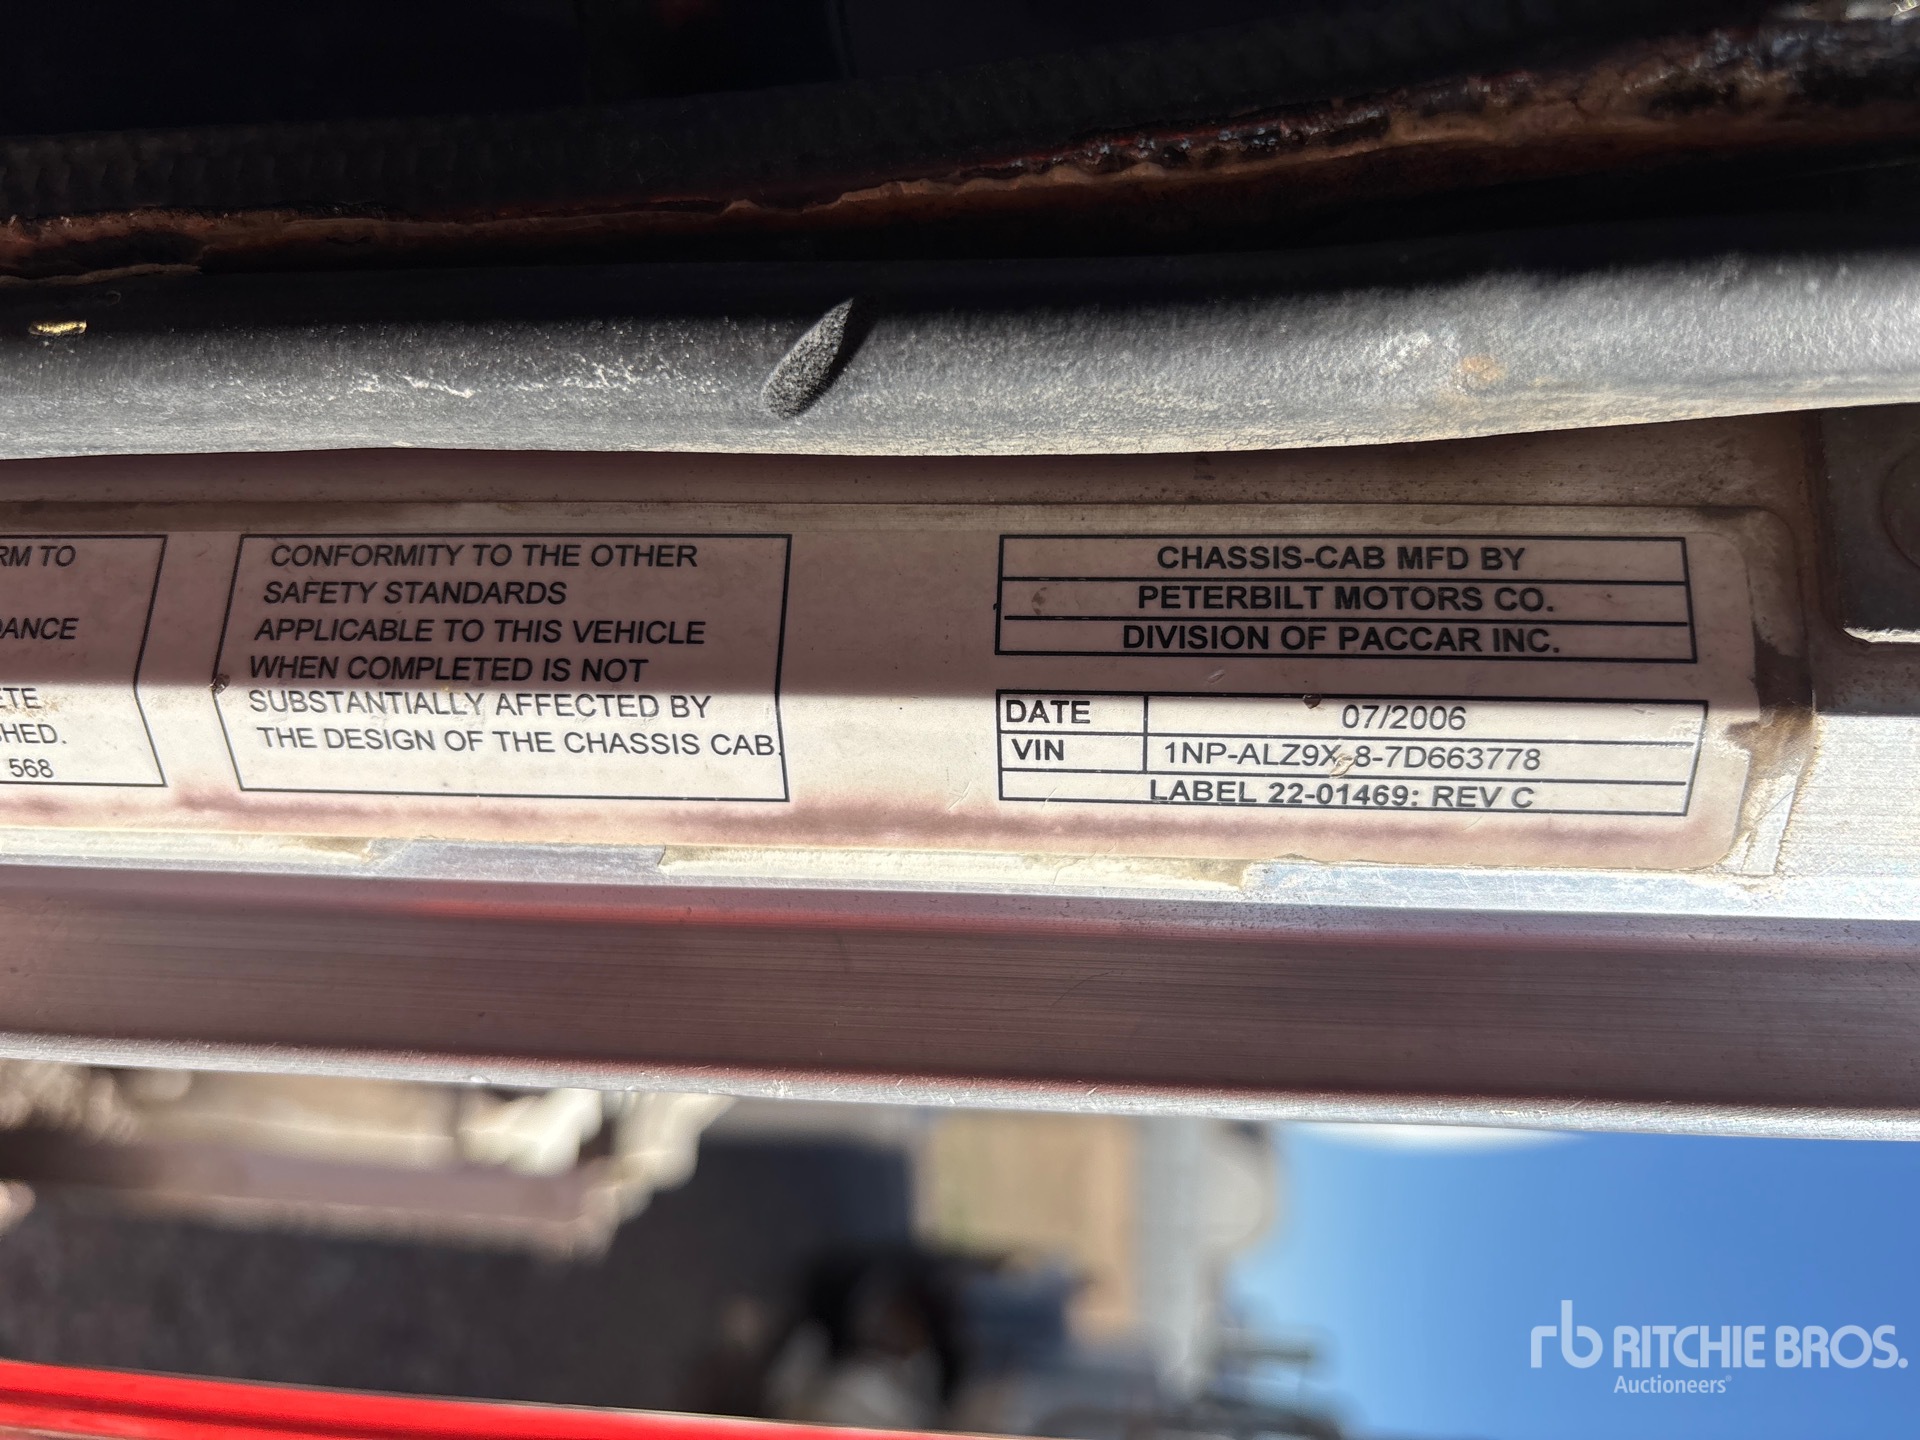 RM TO
DANCE
ETE
SHED.
568
CONFORMITY TO THE OTHER
SAFETY STANDARDS
APPLICABLE TO THIS VEHICLE
WHEN COMPLETED IS NOT
SUBSTANTIALLY AFFECTED BY
THE DESIGN OF THE CHASSIS CAB.
CHASSIS-CAB MFD BY
PETERBILT MOTORS CO.
DIVISION OF PACCAR INC.
DATE 07/2006
VIN 1NP-ALZ9X-8-7D663778
LABEL 22-01469: REV C
rb RITCHIE BROS.
Auctioneers